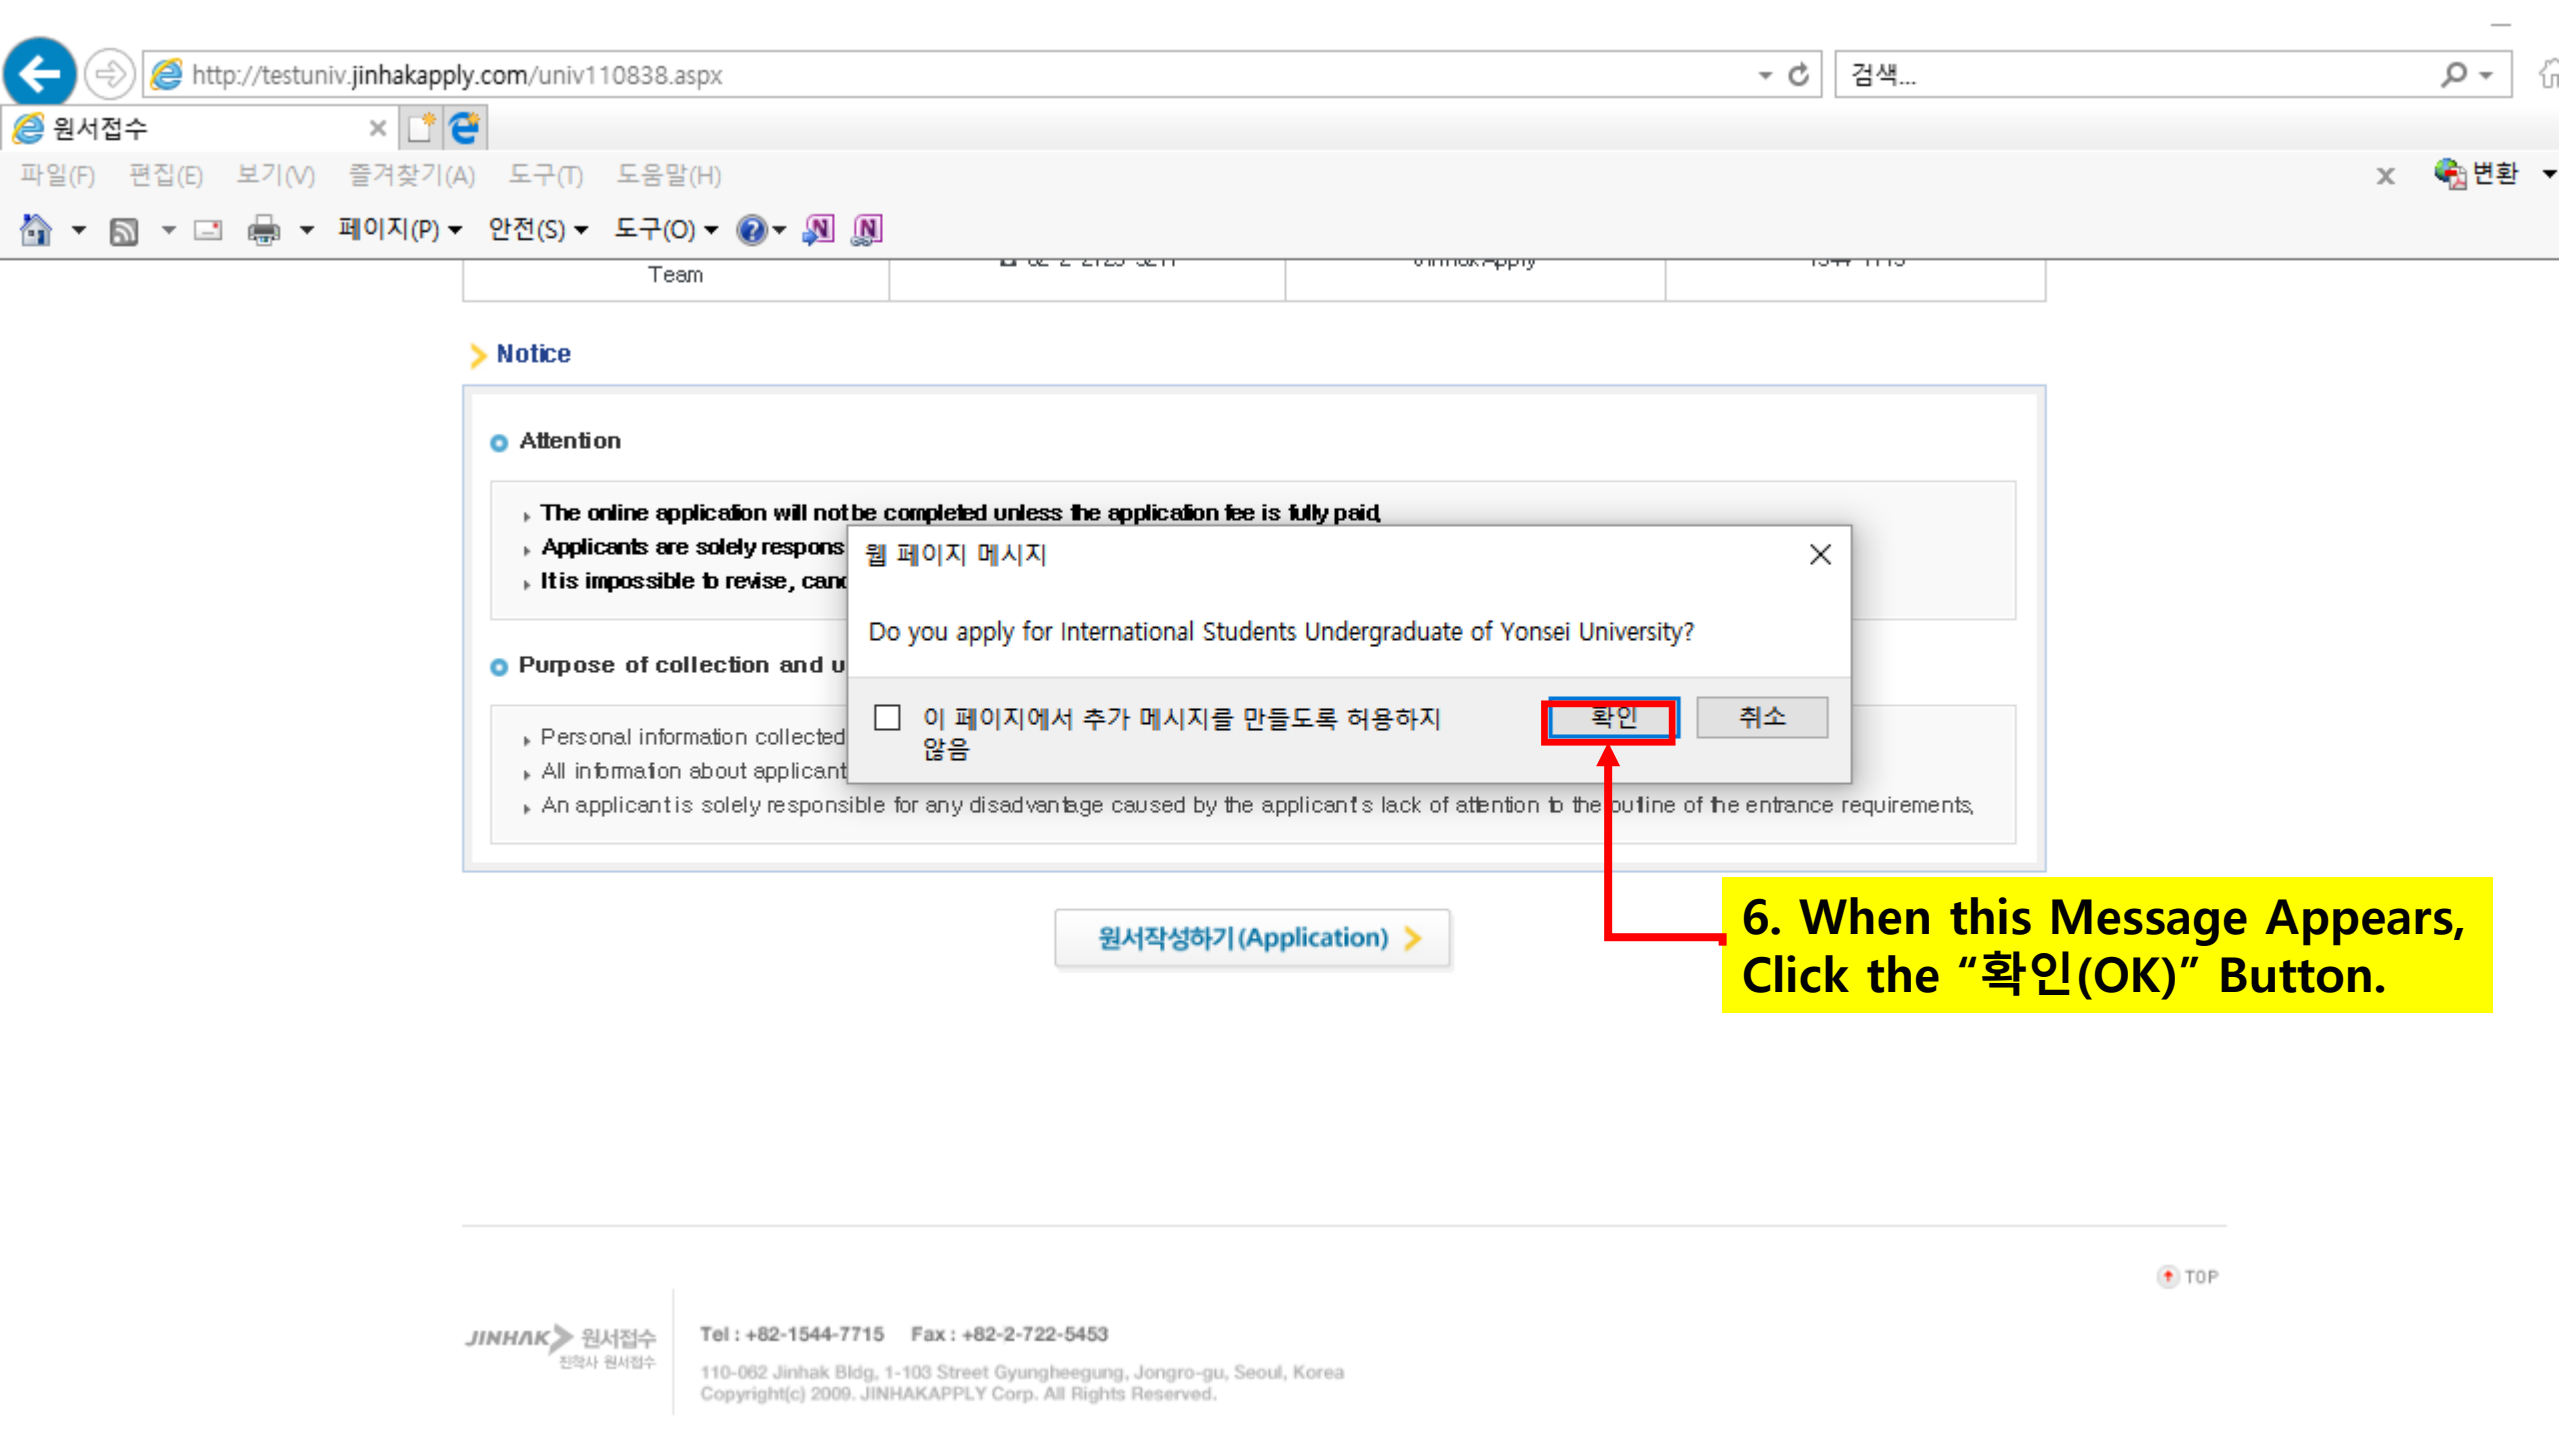 http://testuniv.jinhakapply.com/univ110838.aspx
검색...
원서접수
파일(F) 편집(E) 보기(V) 즐겨찾기(A) 도구(T) 도움말(H)
변환
페이지(P) 안전(S) 도구(O)
Team
Notice
Attention
The online application will not be completed unless the application fee is fully paid.
Applicants are solely respons
It is impossible to revise, canc
웹 페이지 메시지
Do you apply for International Students Undergraduate of Yonsei University?
이 페이지에서 추가 메시지를 만들도록 허용하지
않음
확인 취소
Purpose of collection and u
Personal information collected
All information about applicant
An applicant is solely responsible for any disadvantage caused by the applicant's lack of attention to the outline of the entrance requirements.
원서작성하기(Application)
6. When this Message Appears,
Click the “확인(OK)” Button.
TOP
JINHAK 원서접수
진학사 원서접수
Tel : +82-1544-7715 Fax : +82-2-722-5453
110-062 Jinhak Bldg, 1-103 Street Gyungheegung, Jongro-gu, Seoul, Korea
Copyright(c) 2009. JINHAKAPPLY Corp. All Rights Reserved.